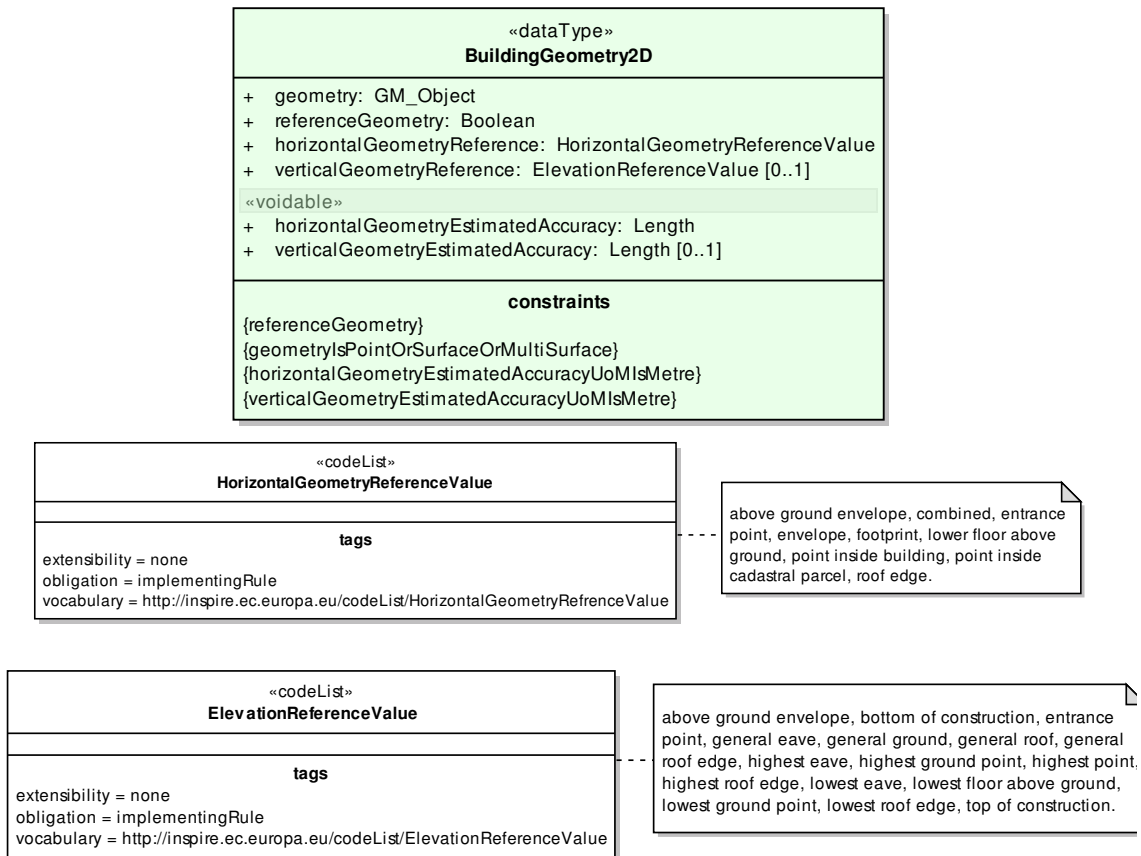 «dataType»
BuildingGeometry2D
+ geometry: GM_Object
+ referenceGeometry: Boolean
+ horizontalGeometryReference: HorizontalGeometryReferenceValue
+ verticalGeometryReference: ElevationReferenceValue [0..1]
«voidable»
+ horizontalGeometryEstimatedAccuracy: Length
+ verticalGeometryEstimatedAccuracy: Length [0..1]
constraints
{referenceGeometry}
{geometryIsPointOrSurfaceOrMultiSurface}
{horizontalGeometryEstimatedAccuracyUoMIsMetre}
{verticalGeometryEstimatedAccuracyUoMIsMetre}
«codeList»
HorizontalGeometryReferenceValue
tags
extensibility = none
obligation = implementingRule
vocabulary = http://inspire.ec.europa.eu/codeList/HorizontalGeometryRefrenceValue
above ground envelope, combined, entrance
point, envelope, footprint, lower floor above
ground, point inside building, point inside
cadastral parcel, roof edge.
«codeList»
ElevationReferenceValue
tags
extensibility = none
obligation = implementingRule
vocabulary = http://inspire.ec.europa.eu/codeList/ElevationReferenceValue
above ground envelope, bottom of construction, entrance
point, general eave, general ground, general roof, general
roof edge, highest eave, highest ground point, highest point,
highest roof edge, lowest eave, lowest floor above ground,
lowest ground point, lowest roof edge, top of construction.